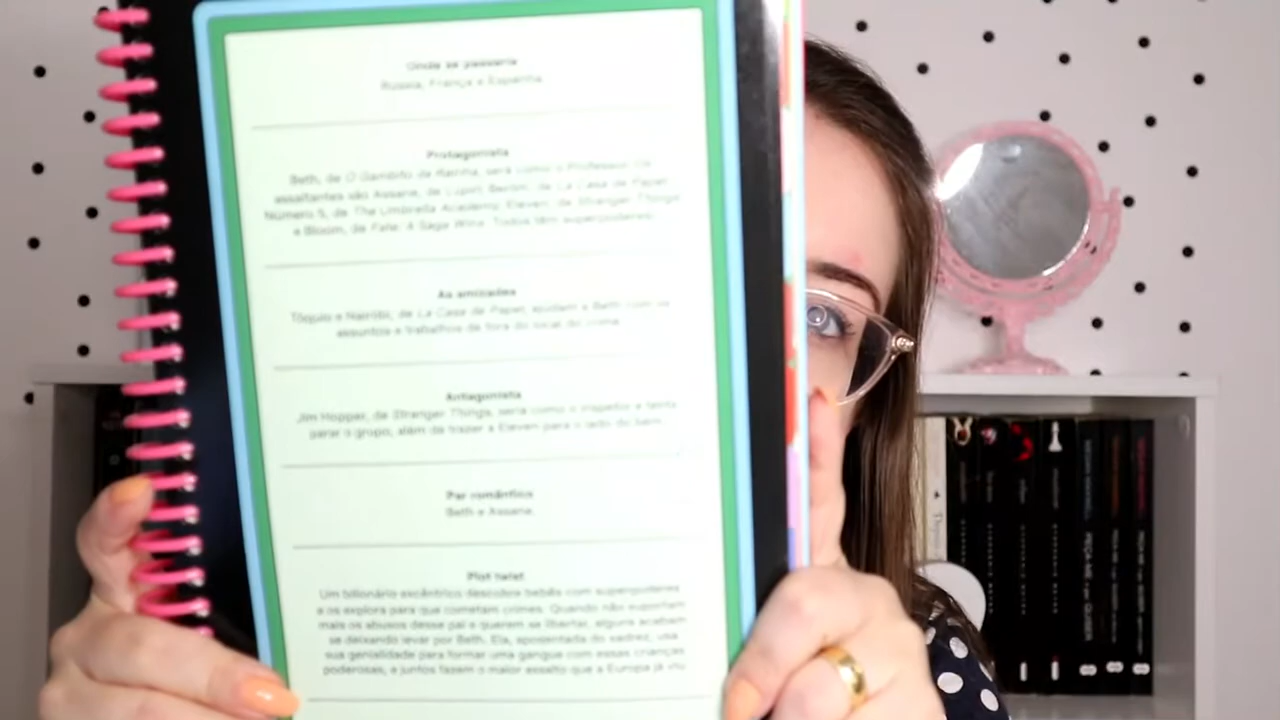 Onde se passaria
Rússia, França e Espanha.
Protagonista
Beth, de O Gambito da Rainha, será como o Professor. Os
assaltantes são Assane, de Lupin; Berlim, de La Casa de Papel;
Número 5, de The Umbrella Academy; Eleven, de Stranger Things
e Bloom, de Fate: A Saga Winx. Todos têm superpoderes.
As amizades
Tóquio e Nairóbi, de La Casa de Papel, ajudam a Beth com os
assuntos e trabalhos de fora do local do crime.
Antagonista
Jim Hopper, de Stranger Things, seria como o inspetor e tenta
parar o grupo, além de trazer a Eleven para o lado do bem.
Par romântico
Beth e Assane.
Plot twist
Um bilionário excêntrico descobre bebês com superpoderes
e os explora para que cometam crimes. Quando não suportam
mais os abusos desse pai e querem se libertar, alguns acabam
se deixando levar por Beth. Ela, aposentada do xadrez, usa
sua genialidade para formar uma gangue com essas crianças
poderosas, e juntos fazem o maior assalto que a Europa já viu